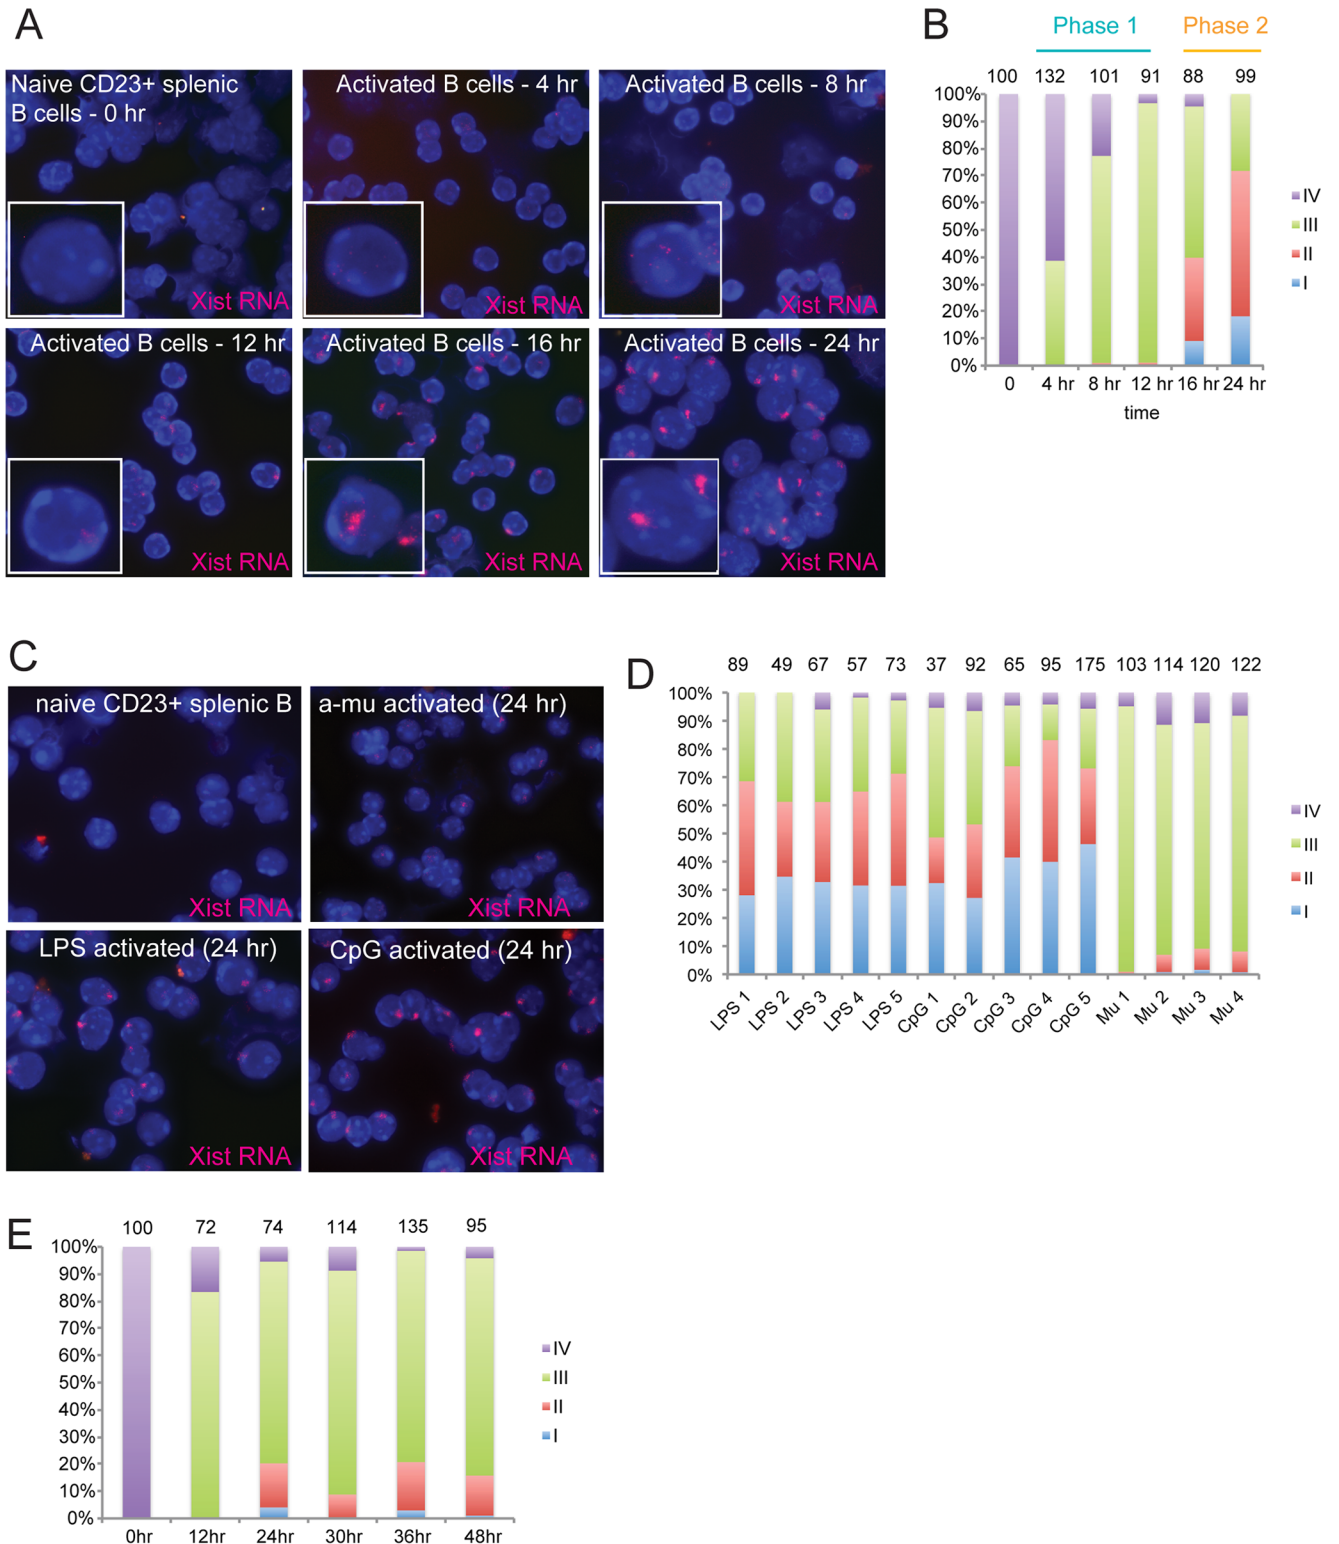 A
Naive CD23+ splenic
B cells - 0 hr
Xist RNA
Activated B cells - 4 hr
Xist RNA
Activated B cells - 8 hr
Xist RNA
Activated B cells - 12 hr
Xist RNA
Activated B cells - 16 hr
Xist RNA
Activated B cells - 24 hr
Xist RNA
B
Phase 1 Phase 2
100 132 101 91 88 99
100%
90%
80%
70%
60%
50%
40%
30%
20%
10%
0%
0 4 hr 8 hr 12 hr 16 hr 24 hr
time
IV
III
II
I
C
naive CD23+ splenic B
Xist RNA
a-mu activated (24 hr)
Xist RNA
LPS activated (24 hr)
Xist RNA
CpG activated (24 hr)
Xist RNA
D
89 49 67 57 73 37 92 65 95 175 103 114 120 122
100%
90%
80%
70%
60%
50%
40%
30%
20%
10%
0%
LPS 1 LPS 2 LPS 3 LPS 4 LPS 5 CpG 1 CpG 2 CpG 3 CpG 4 CpG 5 Mu 1 Mu 2 Mu 3 Mu 4
IV
III
II
I
E
100 72 74 114 135 95
100%
90%
80%
70%
60%
50%
40%
30%
20%
10%
0%
0hr 12hr 24hr 30hr 36hr 48hr
IV
III
II
I